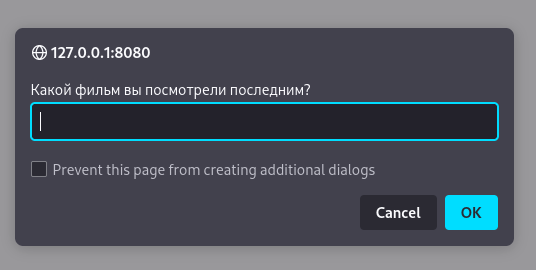 127.0.0.1:8080
Какой фильм вы посмотрели последним?
Prevent this page from creating additional dialogs
Cancel OK